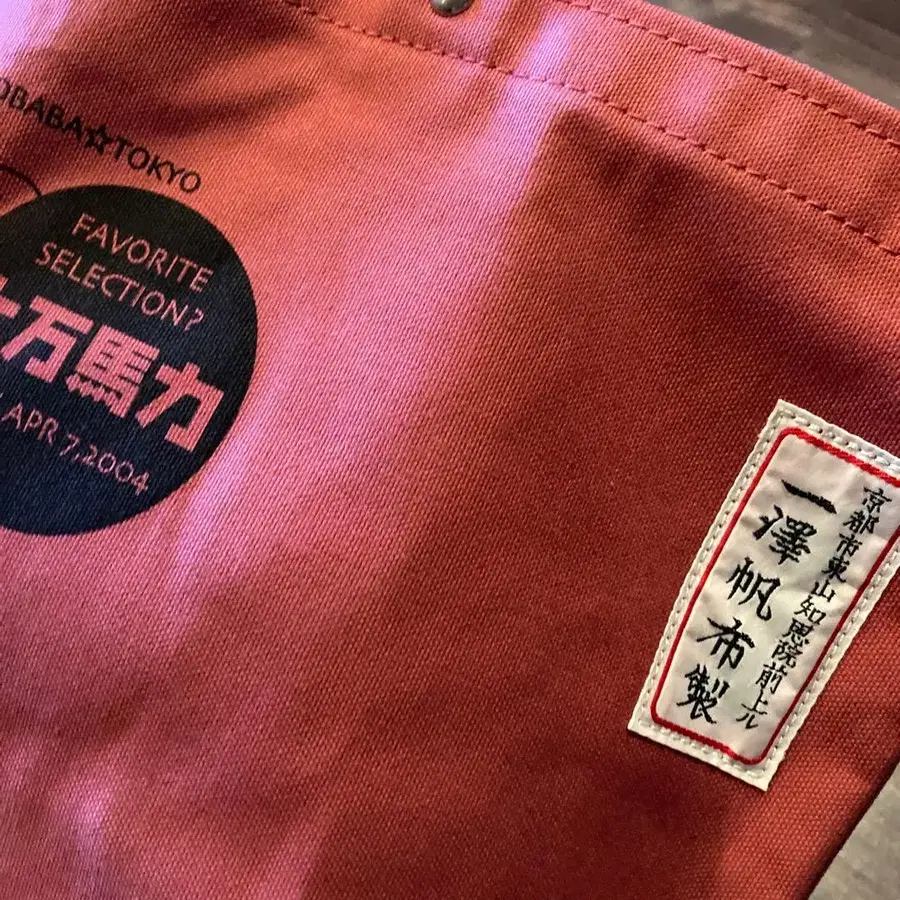 OBABA☆TOKYO
FAVORITE
SELECTION?
十万馬力
APR 7, 2004
京都市東山知恩院前上ル
一澤帆布製